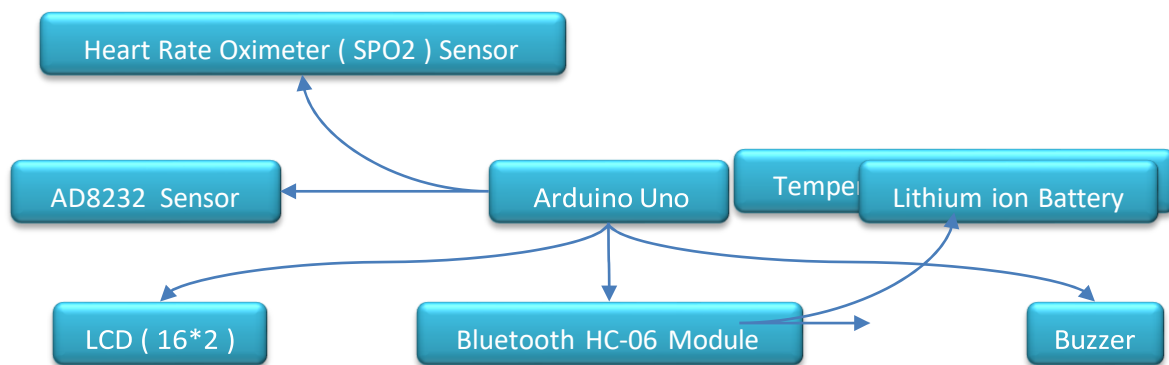 Heart Rate Oximeter ( SPO2 ) Sensor
AD8232 Sensor
Arduino Uno
Lithium ion Battery
LCD ( 16*2 )
Bluetooth HC-06 Module
Buzzer